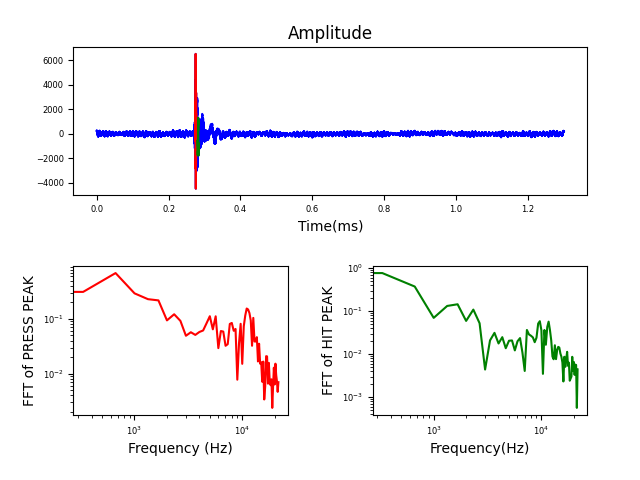 Amplitude
6000
4000
2000
0
−2000
−4000
0.0 0.2 0.4 0.6 0.8 1.0 1.2
Time(ms)
FFT of PRESS PEAK
10⁻¹
10⁻²
10³ 10⁴
Frequency (Hz)
FFT of HIT PEAK
10⁰
10⁻¹
10⁻²
10⁻³
10³ 10⁴
Frequency(Hz)